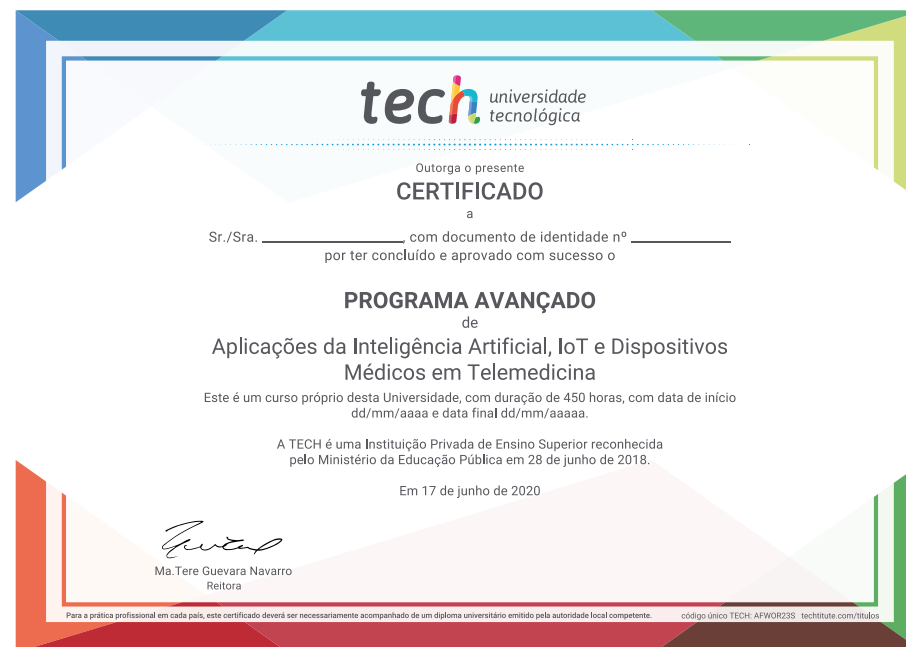 tech universidade
tecnológica
Outorga o presente
CERTIFICADO
a
Sr./Sra. ________________, com documento de identidade nº ____________
por ter concluído e aprovado com sucesso o
PROGRAMA AVANÇADO
de
Aplicações da Inteligência Artificial, IoT e Dispositivos
Médicos em Telemedicina
Este é um curso próprio desta Universidade, com duração de 450 horas, com data de início
dd/mm/aaaa e data final dd/mm/aaaaa.
A TECH é uma Instituição Privada de Ensino Superior reconhecida
pelo Ministério da Educação Pública em 28 de junho de 2018.
Em 17 de junho de 2020
Ma.Tere Guevara Navarro
Reitora
Para a prática profissional em cada país, este certificado deverá ser necessariamente acompanhado de um diploma universitário emitido pela autoridade local competente. código único TECH: AFWOR23S techtitute.com/titulos